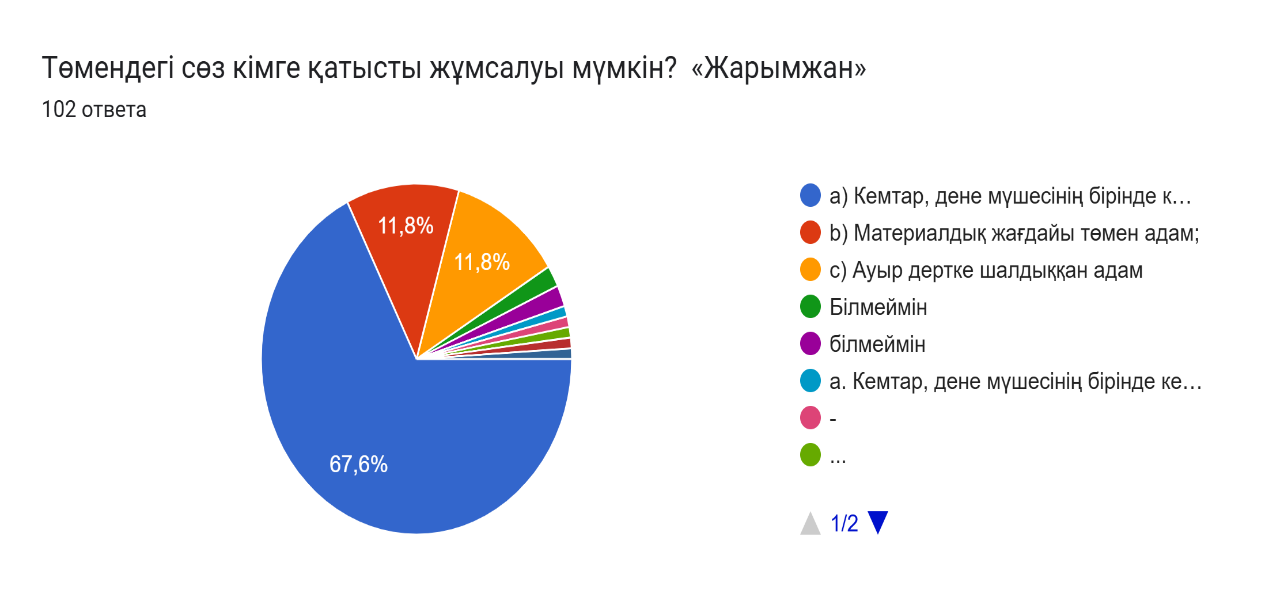 Төмендегі сөз кімге қатысты жұмсалуы мүмкін?  «Жарымжан»
102 ответа
11,8%
11,8%
67,6%
a) Кемтар, дене мүшесінің бірінде к…
b) Материалдық жағдайы төмен адам;
c) Ауыр дертке шалдыққан адам
Білмеймін
білмеймін
а. Кемтар, дене мүшесінің бірінде ке…
-
...
1/2